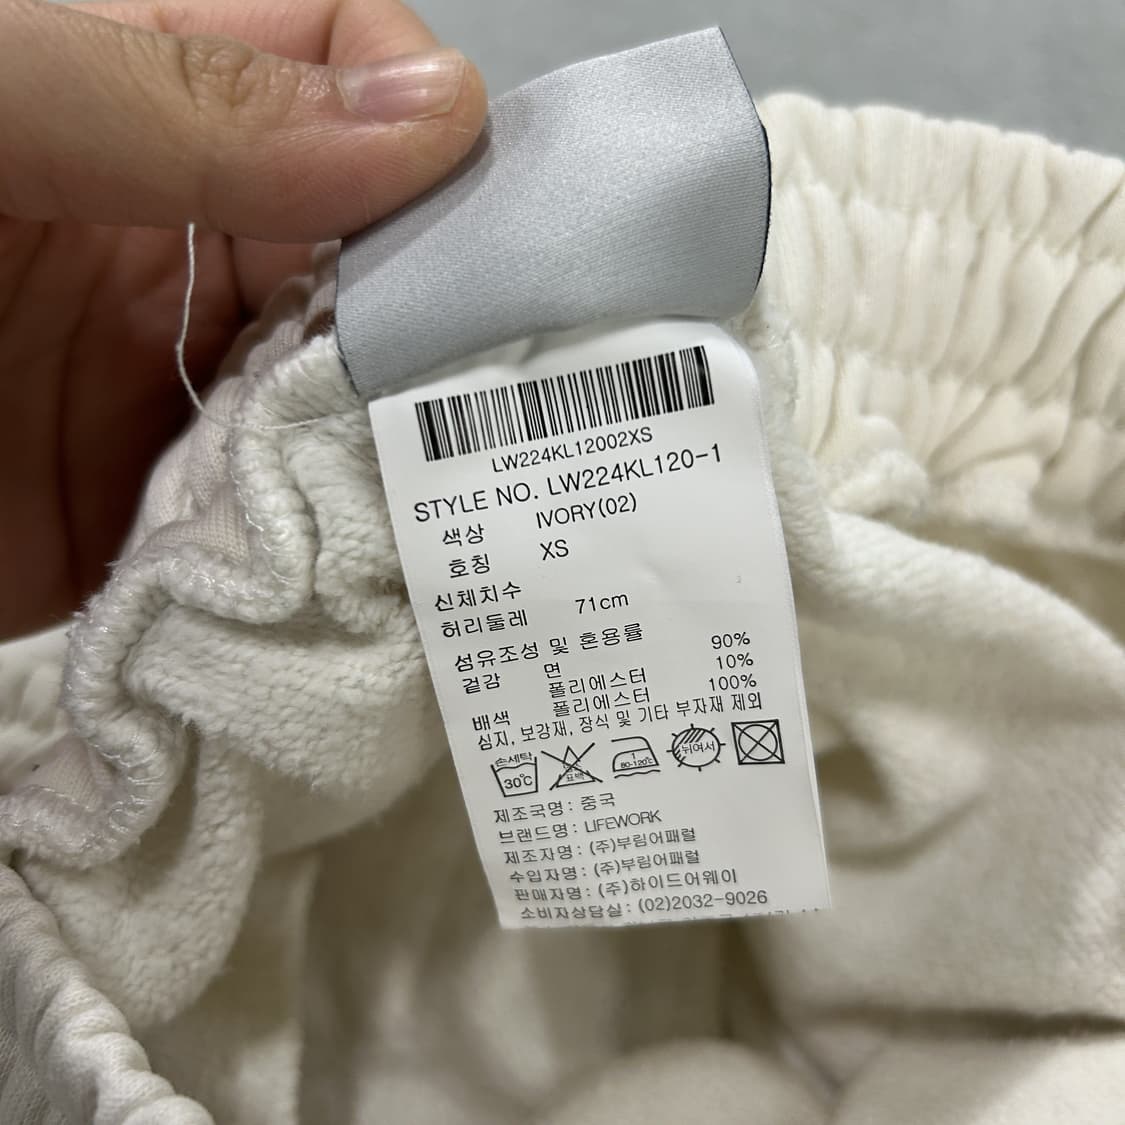 LW224KL12002XS
STYLE NO. LW224KL120-1
색상 IVORY(02)
호칭 XS
신체치수
허리둘레 71cm
섬유조성 및 혼용률
겉감 면 90%
폴리에스터 10%
배색 폴리에스터 100%
심지, 보강재, 장식 및 기타 부자재 제외
손세탁 30℃ 표백 1 80-120℃ 뉘여서
제조국명: 중국
브랜드명: LIFEWORK
제조자명: (주)부림어패럴
수입자명: (주)부림어패럴
판매자명: (주)하이드어웨이
소비자상담실: (02)2032-9026